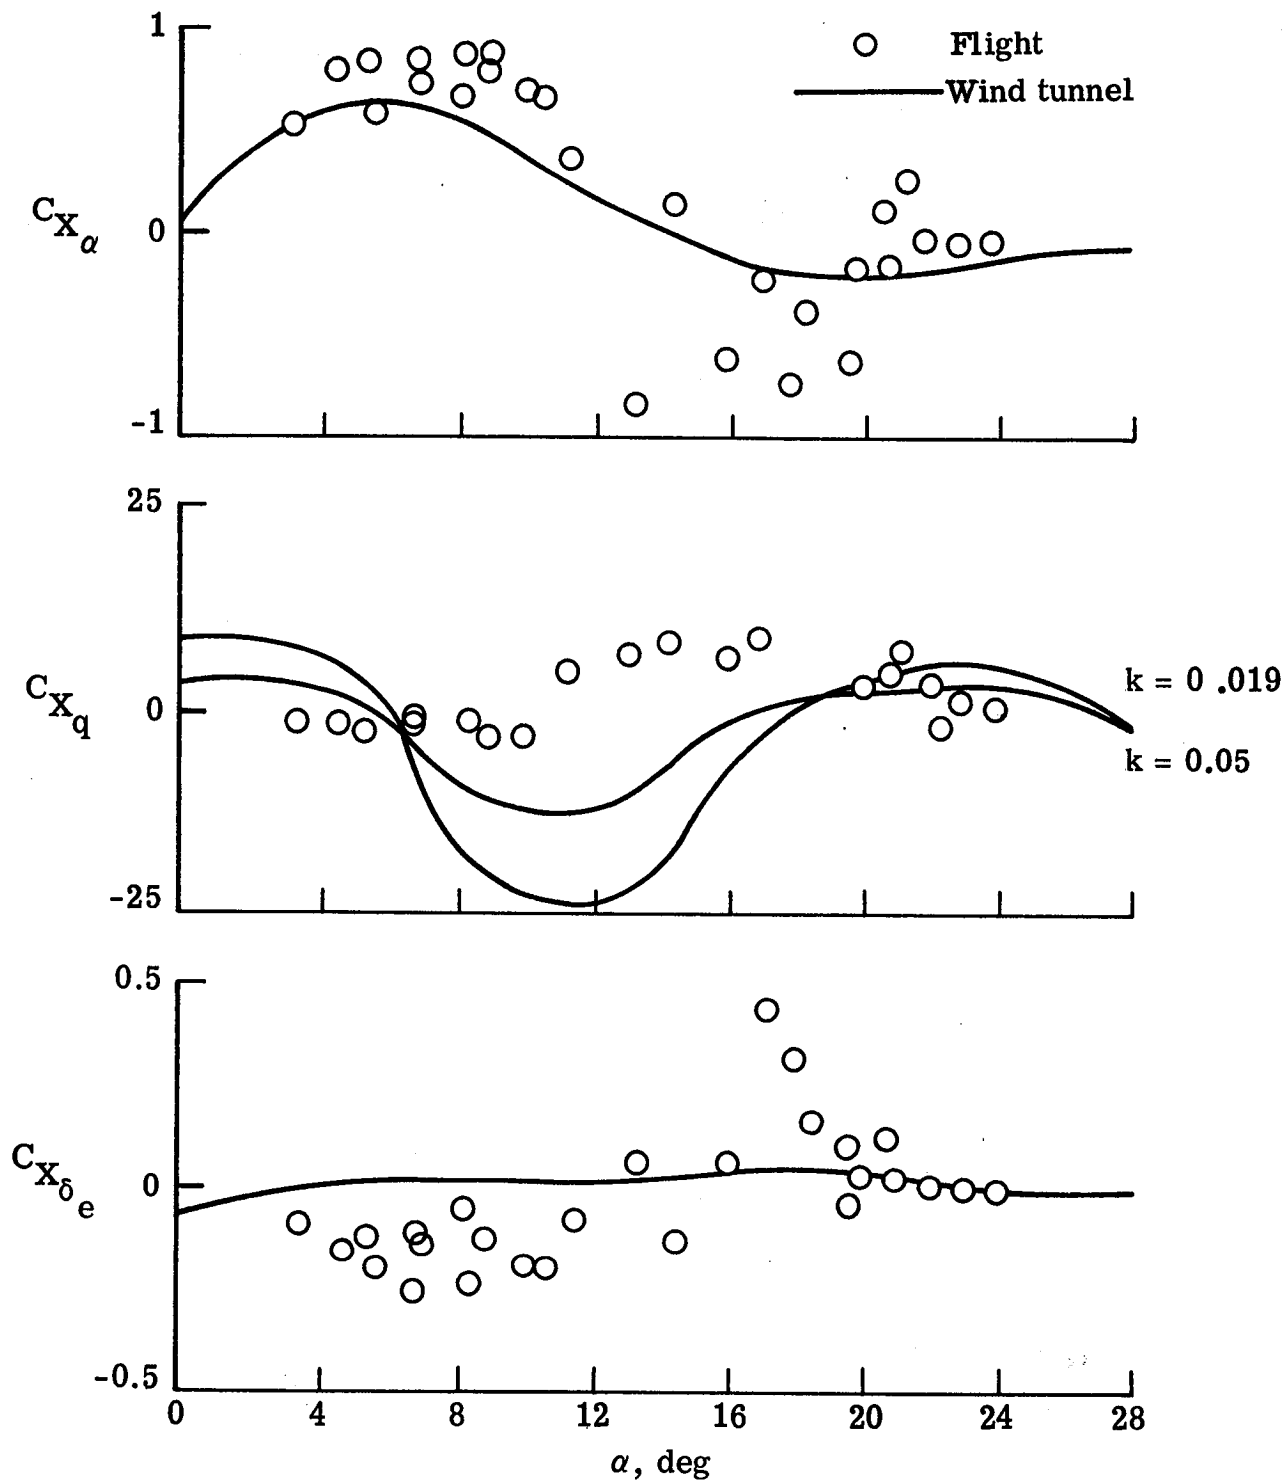 1
Flight
Wind tunnel
C_{X_α}
0
-1
25
C_{X_q}
0
k = 0 .019
k = 0.05
-25
0.5
C_{X_{δ_e}}
0
-0.5
0 4 8 12 16 20 24 28
α, deg